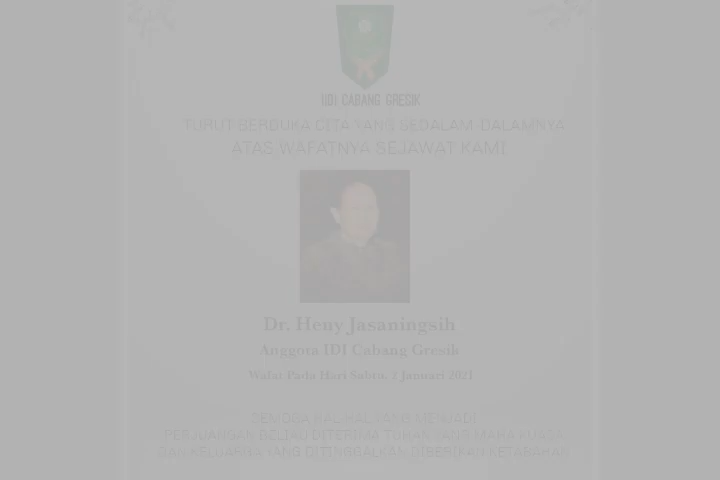 IDI CABANG GRESIK
TURUT BERDUKA CITA YANG SEDALAM-DALAMNYA
ATAS WAFATNYA SEJAWAT KAMI:
Dr. Heny Jasaningsih
Anggota IDI Cabang Gresik
Wafat Pada Hari Sabtu, 2 Januari 2021
SEMOGA HAL-HAL YANG MENJADI
PERJUANGAN BELIAU DITERIMA TUHAN YANG MAHA KUASA
DAN KELUARGA YANG DITINGGALKAN DIBERIKAN KETABAHAN